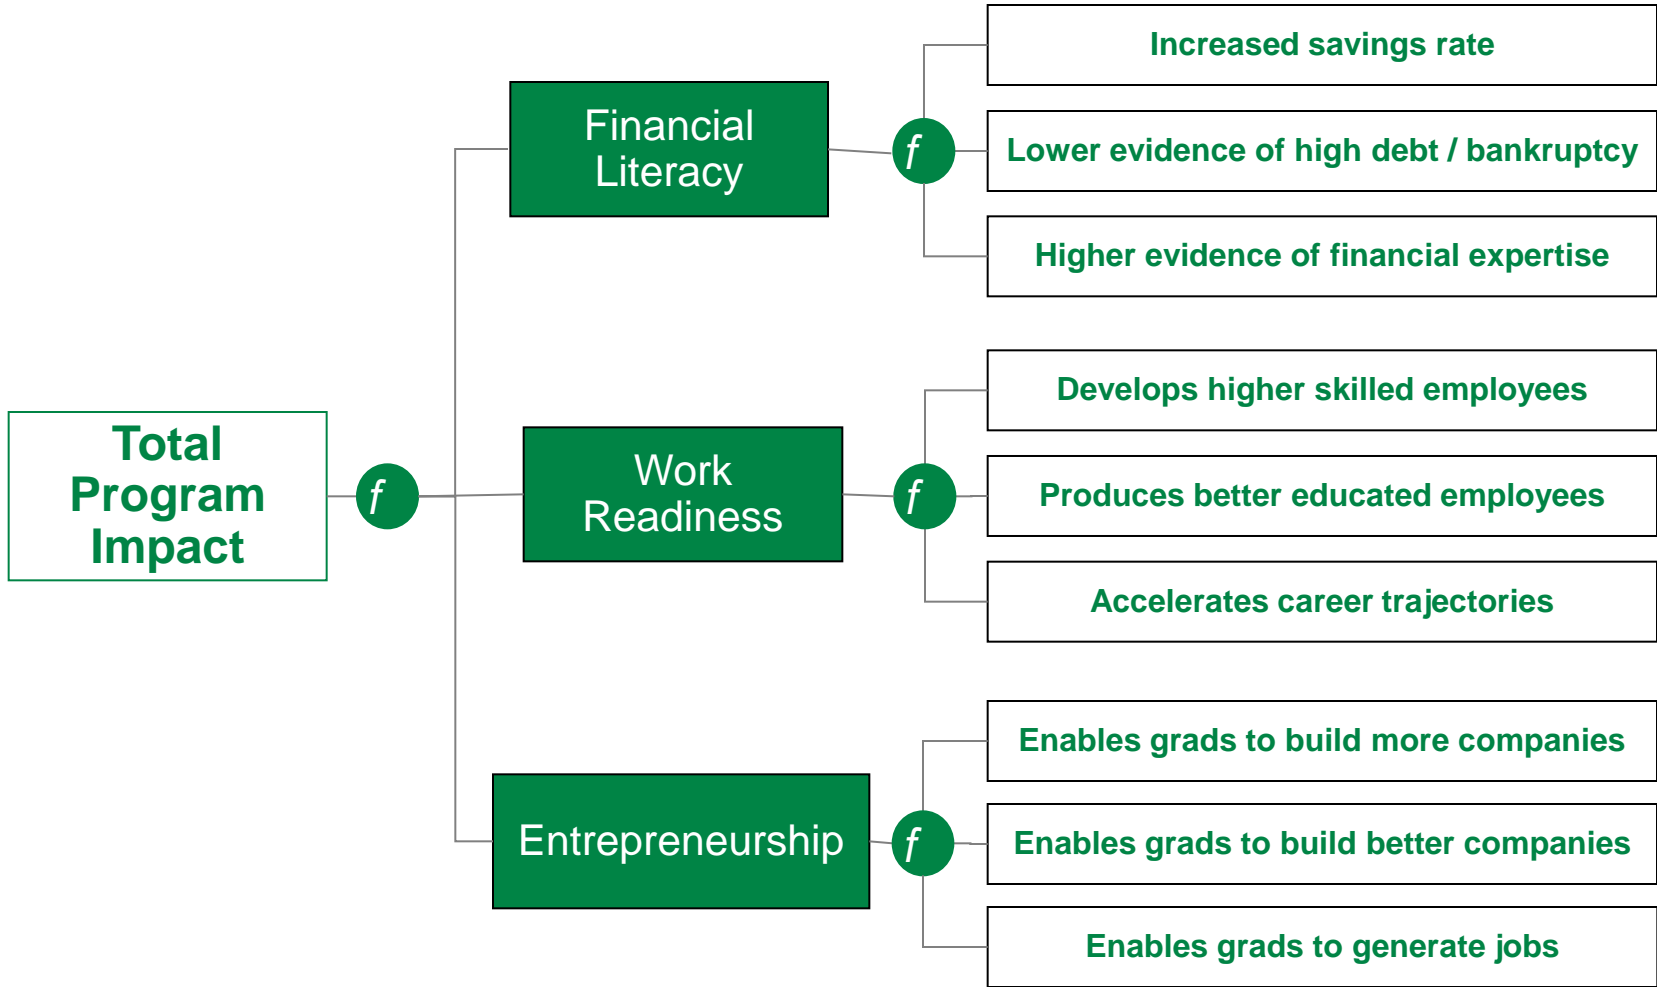 Total
Program
Impact
f
Financial
Literacy
f
Increased savings rate
Lower evidence of high debt / bankruptcy
Higher evidence of financial expertise
Work
Readiness
f
Develops higher skilled employees
Produces better educated employees
Accelerates career trajectories
Entrepreneurship
f
Enables grads to build more companies
Enables grads to build better companies
Enables grads to generate jobs